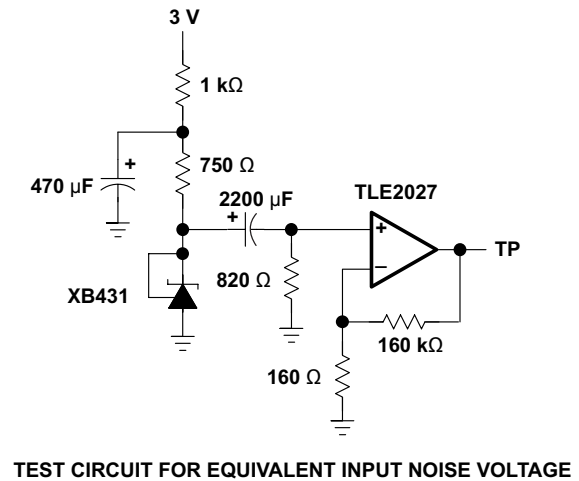 3 V
1 kΩ
+
750 Ω
470 μF
2200 μF
+
TLE2027
+
−
TP
820 Ω
XB431
160 kΩ
160 Ω
TEST CIRCUIT FOR EQUIVALENT INPUT NOISE VOLTAGE